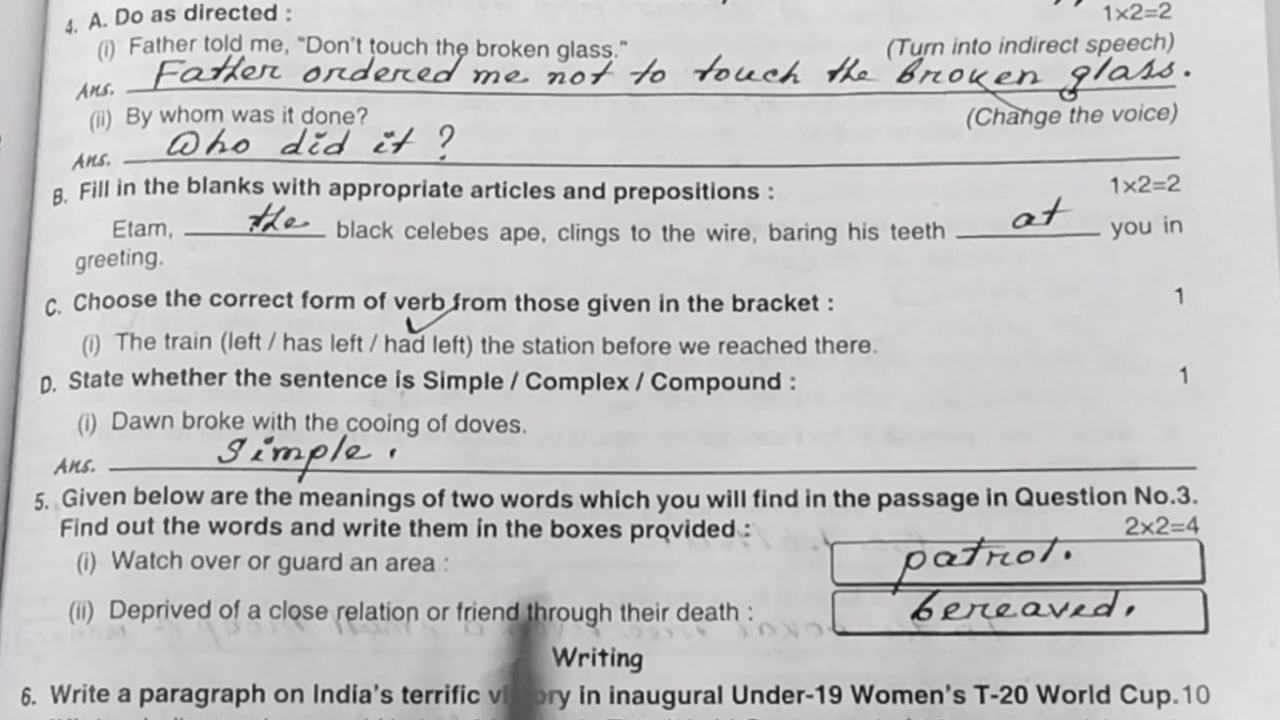 4. A. Do as directed : 1×2=2
(i) Father told me, "Don't touch the broken glass." (Turn into indirect speech)
Ans. Father ordered me not to touch the broken glass.
(ii) By whom was it done? (Change the voice)
Ans. Who did it ?
B. Fill in the blanks with appropriate articles and prepositions : 1×2=2
Etam, the black celebes ape, clings to the wire, baring his teeth at you in
greeting.
C. Choose the correct form of verb from those given in the bracket : 1
(i) The train (left / has left / had left) the station before we reached there.
D. State whether the sentence is Simple / Complex / Compound : 1
(i) Dawn broke with the cooing of doves.
Ans. Simple.
5. Given below are the meanings of two words which you will find in the passage in Question No.3.
Find out the words and write them in the boxes provided : 2×2=4
(i) Watch over or guard an area : patrol.
(ii) Deprived of a close relation or friend through their death : bereaved.
Writing
6. Write a paragraph on India's terrific victory in inaugural Under-19 Women's T-20 World Cup. 10